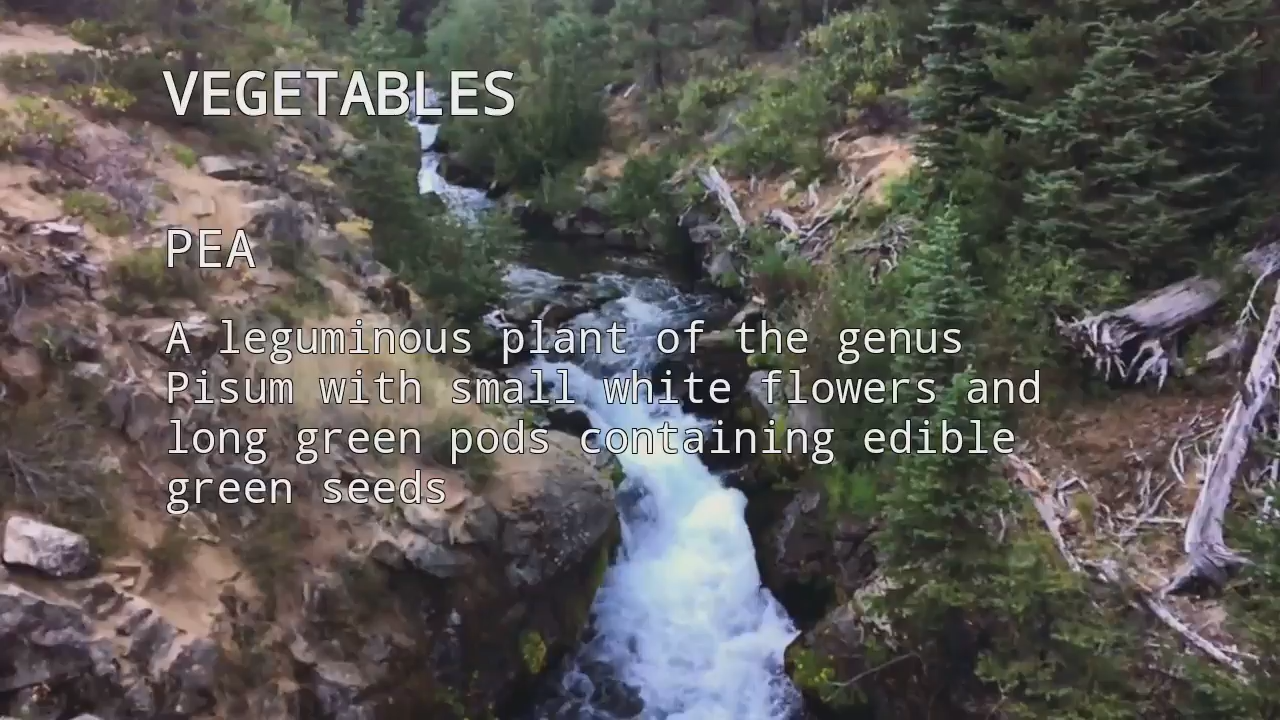 VEGETABLES
PEA
A leguminous plant of the genus
Pisum with small white flowers and
long green pods containing edible
green seeds